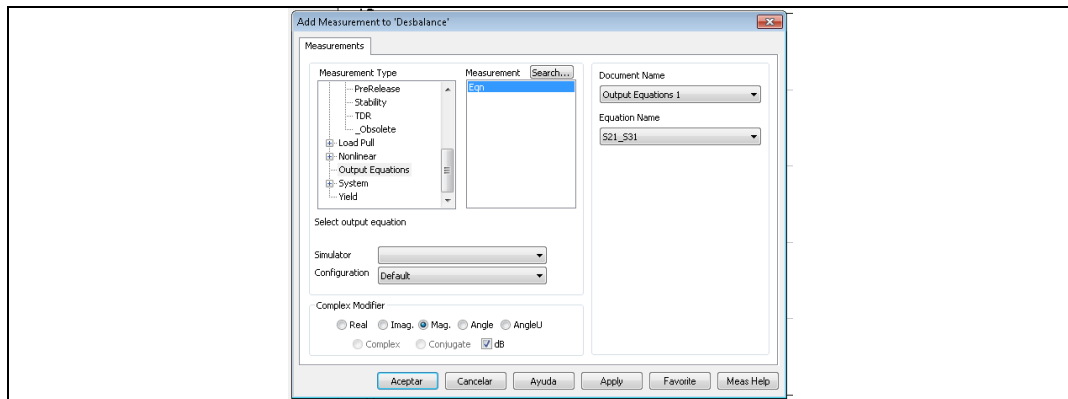 Add Measurement to 'Desbalance'
Measurements
Measurement Type
PreRelease
Stability
TDR
_Obsolete
Load Pull
Nonlinear
Output Equations
System
Yield
Measurement Search...
Eqn
Select output equation
Simulator
Configuration Default
Complex Modifier
Real Imag. Mag. Angle AngleU
Complex Conjugate dB
Document Name
Output Equations 1
Equation Name
S21_S31
Aceptar Cancelar Ayuda Apply Favorite Meas Help